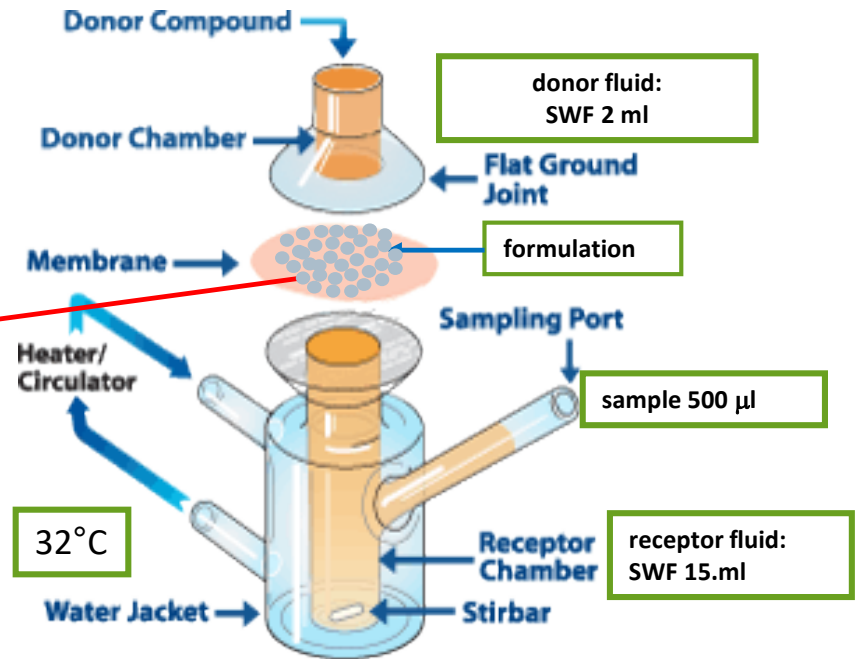 Donor Compound
donor fluid:
SWF 2 ml
Donor Chamber
Flat Ground
Joint
formulation
Membrane
Sampling Port
Heater/
Circulator
sample 500 µl
32°C
Receptor
Chamber
receptor fluid:
SWF 15.ml
Water Jacket
Stirbar